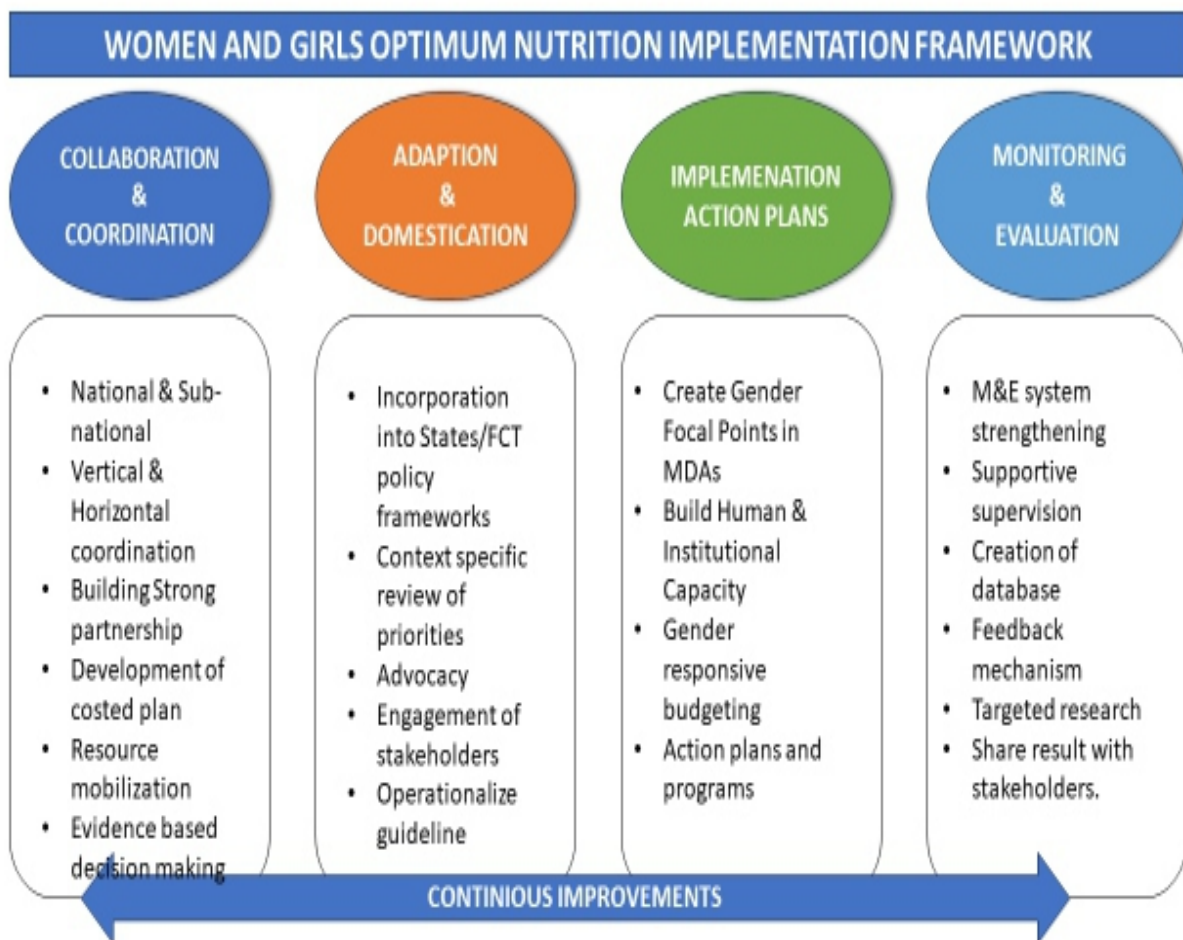 WOMEN AND GIRLS OPTIMUM NUTRITION IMPLEMENTATION FRAMEWORK
COLLABORATION
&
COORDINATION
• National & Sub-
national
• Vertical &
Horizontal
coordination
• Building Strong
partnership
• Development of
costed plan
• Resource
mobilization
• Evidence based
decision making
ADAPTION
&
DOMESTICATION
• Incorporation
into States/FCT
policy
frameworks
• Context specific
review of
priorities
• Advocacy
• Engagement of
stakeholders
• Operationalize
guideline
IMPLEMENATION
ACTION PLANS
• Create Gender
Focal Points in
MDAs
• Build Human &
Institutional
Capacity
• Gender
responsive
budgeting
• Action plans and
programs
MONITORING
&
EVALUATION
• M&E system
strengthening
• Supportive
supervision
• Creation of
database
• Feedback
mechanism
• Targeted research
• Share result with
stakeholders.
CONTINIOUS IMPROVEMENTS